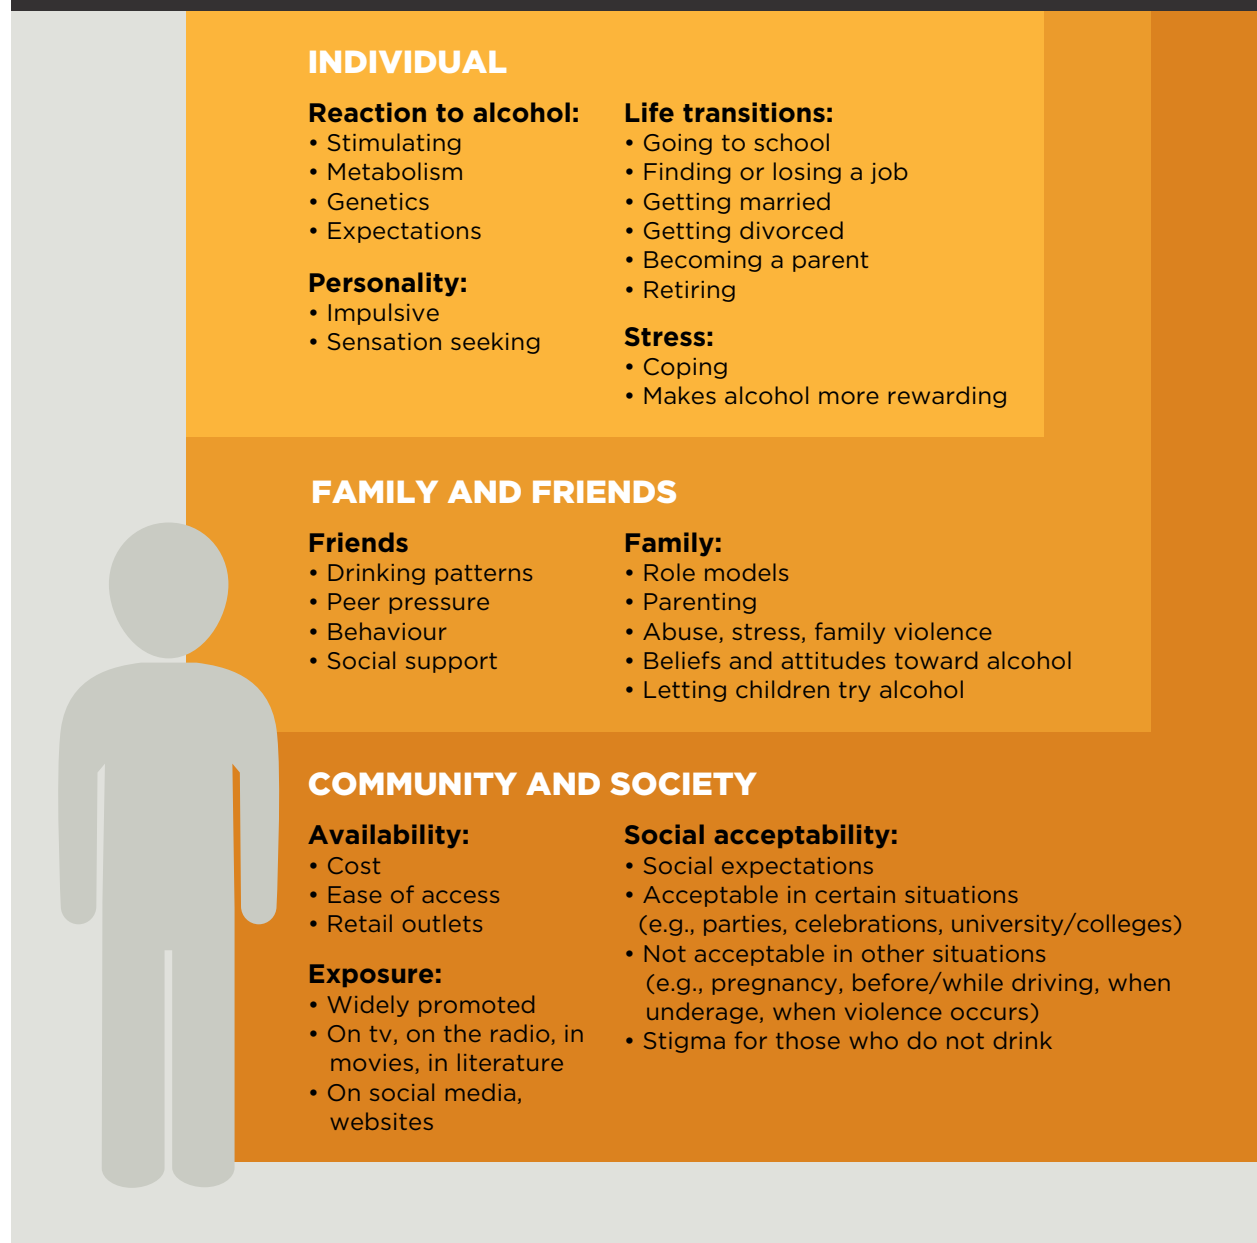 INDIVIDUAL
Reaction to alcohol:
• Stimulating
• Metabolism
• Genetics
• Expectations
Personality:
• Impulsive
• Sensation seeking
Life transitions:
• Going to school
• Finding or losing a job
• Getting married
• Getting divorced
• Becoming a parent
• Retiring
Stress:
• Coping
• Makes alcohol more rewarding
FAMILY AND FRIENDS
Friends
• Drinking patterns
• Peer pressure
• Behaviour
• Social support
Family:
• Role models
• Parenting
• Abuse, stress, family violence
• Beliefs and attitudes toward alcohol
• Letting children try alcohol
COMMUNITY AND SOCIETY
Availability:
• Cost
• Ease of access
• Retail outlets
Exposure:
• Widely promoted
• On tv, on the radio, in
movies, in literature
• On social media,
websites
Social acceptability:
• Social expectations
• Acceptable in certain situations
(e.g., parties, celebrations, university/colleges)
• Not acceptable in other situations
(e.g., pregnancy, before/while driving, when
underage, when violence occurs)
• Stigma for those who do not drink